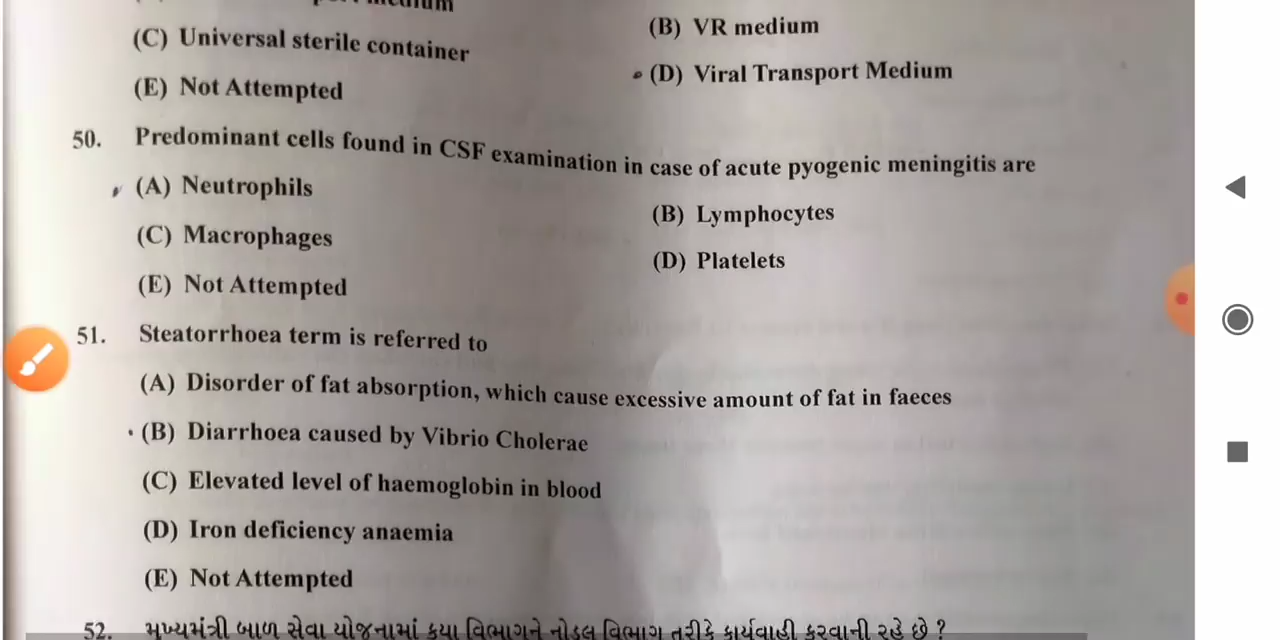 (C) Universal sterile container
(B) VR medium
(E) Not Attempted
(D) Viral Transport Medium
50. Predominant cells found in CSF examination in case of acute pyogenic meningitis are
(A) Neutrophils
(B) Lymphocytes
(C) Macrophages
(D) Platelets
(E) Not Attempted
51. Steatorrhoea term is referred to
(A) Disorder of fat absorption, which cause excessive amount of fat in faeces
(B) Diarrhoea caused by Vibrio Cholerae
(C) Elevated level of haemoglobin in blood
(D) Iron deficiency anaemia
(E) Not Attempted
52. મુખ્યમંત્રી બાળ સેવા યોજનામાં કયા વિભાગને નોડલ વિભાગ તરીકે કાર્યવાહી કરવાની રહે છે ?